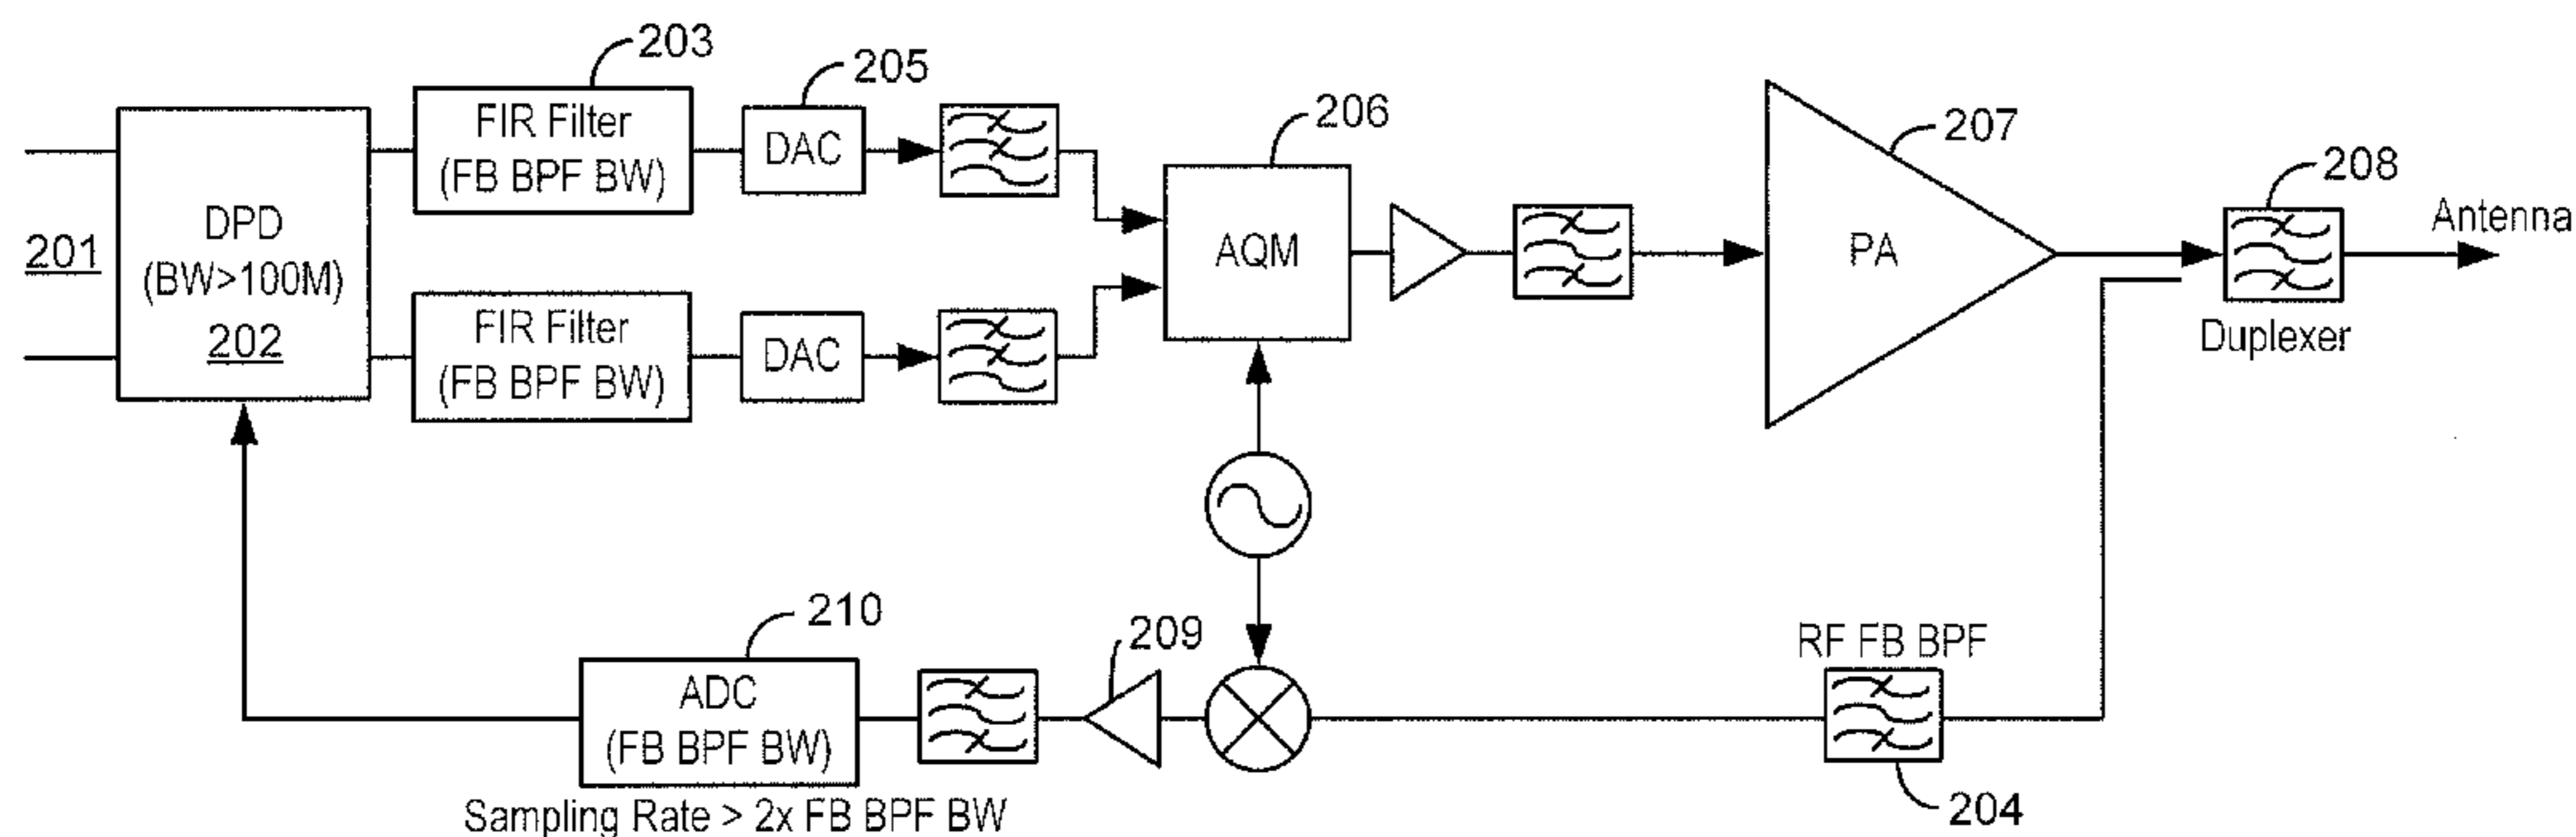 203
205
FIR Filter
(FB BPF BW)
DAC
206
207
208
Antenna
201
DPD
(BW>100M)
202
AQM
PA
Duplexer
FIR Filter
(FB BPF BW)
DAC
210
209
RF FB BPF
ADC
(FB BPF BW)
204
Sampling Rate > 2x FB BPF BW